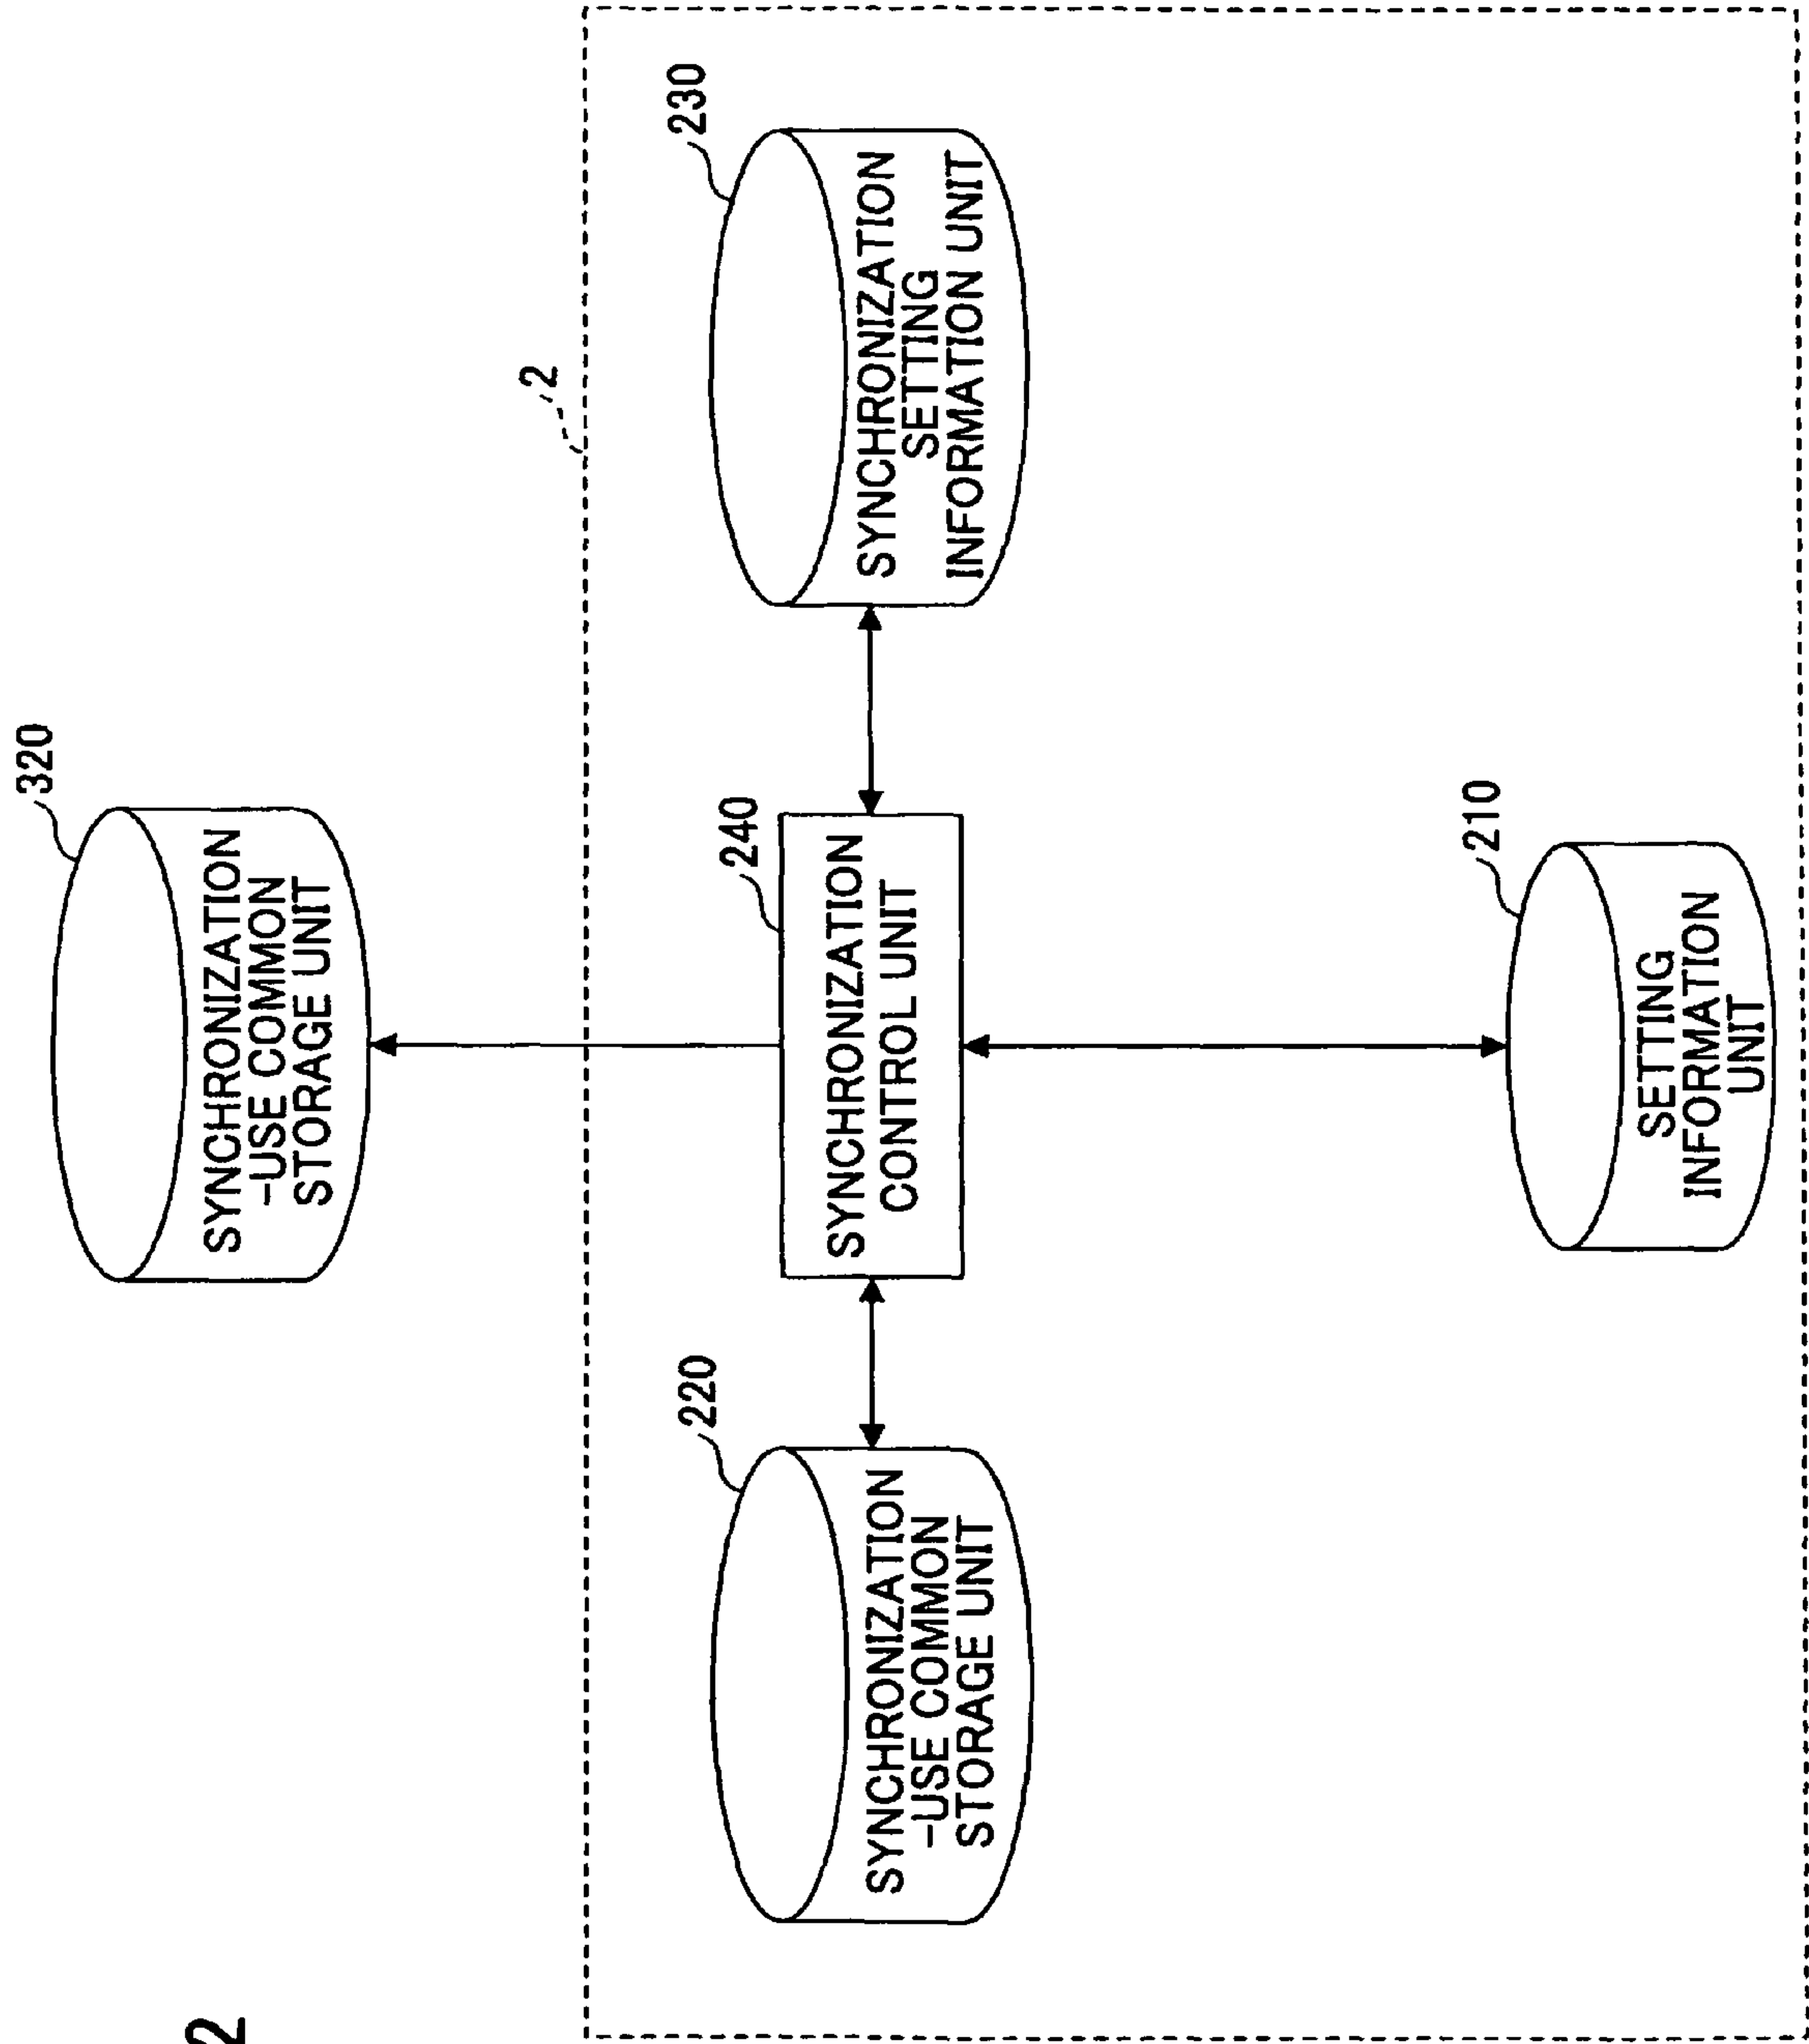 2
320
SYNCHRONIZATION
-USE COMMON
STORAGE UNIT
2
220
SYNCHRONIZATION
-USE COMMON
STORAGE UNIT
240
SYNCHRONIZATION
CONTROL UNIT
230
SYNCHRONIZATION
SETTING
INFORMATION UNIT
210
SETTING
INFORMATION
UNIT